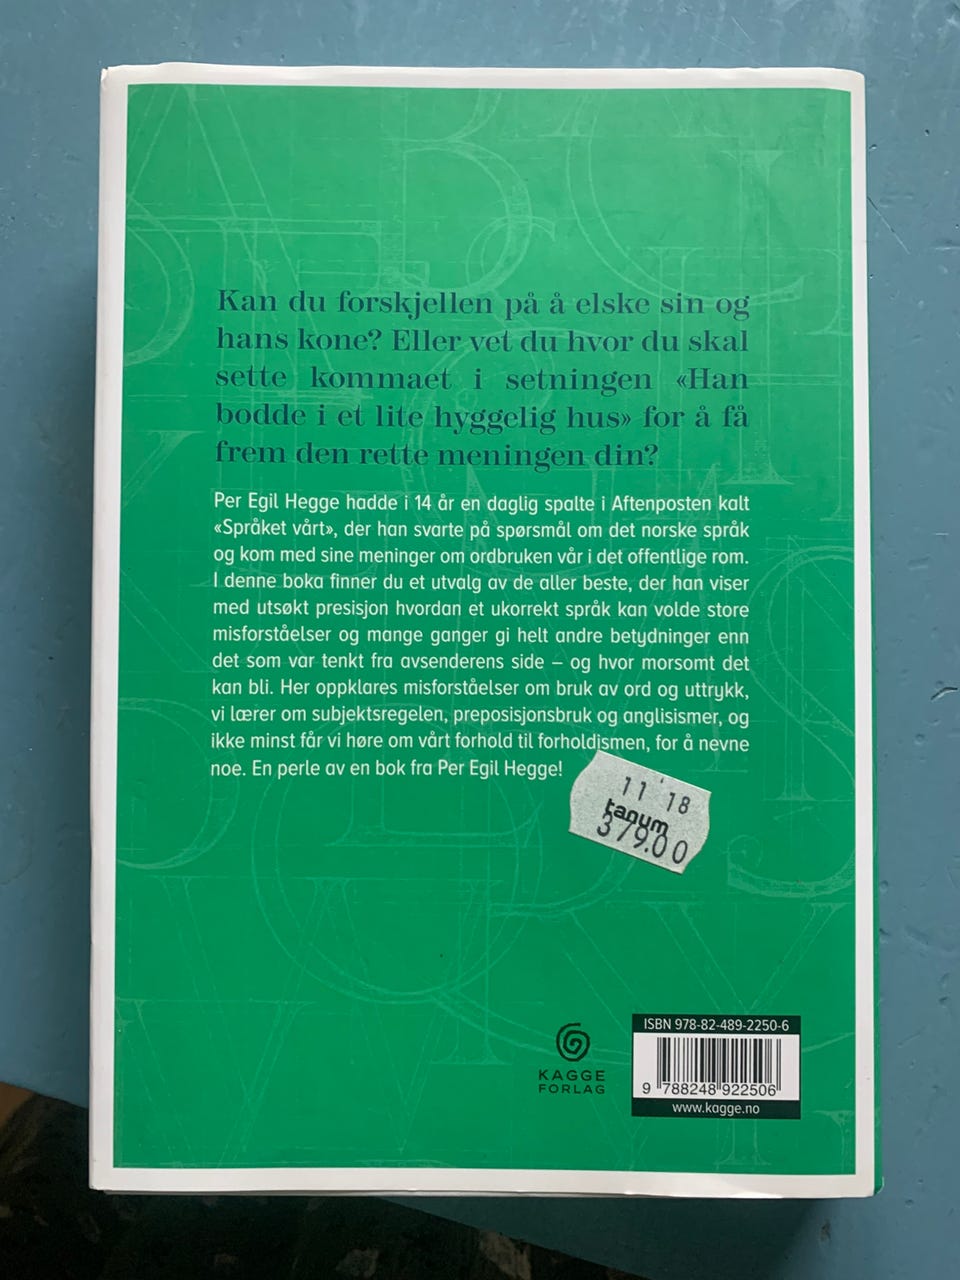 Kan du forskjellen på å elske sin og
hans kone? Eller vet du hvor du skal
sette kommaet i setningen «Han
bodde i et lite hyggelig hus» for å få
frem den rette meningen din?
Per Egil Hegge hadde i 14 år en daglig spalte i Aftenposten kalt
«Språket vårt», der han svarte på spørsmål om det norske språk
og kom med sine meninger om ordbruken vår i det offentlige rom.
I denne boka finner du et utvalg av de aller beste, der han viser
med utsøkt presisjon hvordan et ukorrekt språk kan volde store
misforståelser og mange ganger gi helt andre betydninger enn
det som var tenkt fra avsenderens side – og hvor morsomt det
kan bli. Her oppklares misforståelser om bruk av ord og uttrykk,
vi lærer om subjektsregelen, preposisjonsbruk og anglisismer, og
ikke minst får vi høre om vårt forhold til forholdismen, for å nevne
noe. En perle av en bok fra Per Egil Hegge!
11 '18
tanum
379.00
KAGGE
FORLAG
ISBN 978-82-489-2250-6
9 788248 922506
www.kagge.no